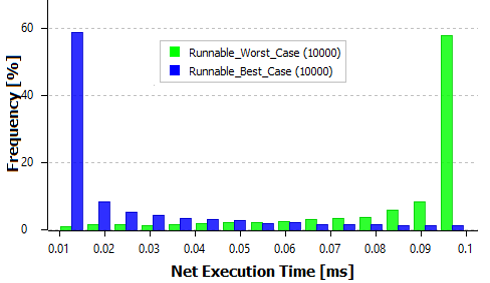 Frequency [%]
60
40
20
0
Runnable_Worst_Case (10000)
Runnable_Best_Case (10000)
0.01 0.02 0.03 0.04 0.05 0.06 0.07 0.08 0.09 0.1
Net Execution Time [ms]